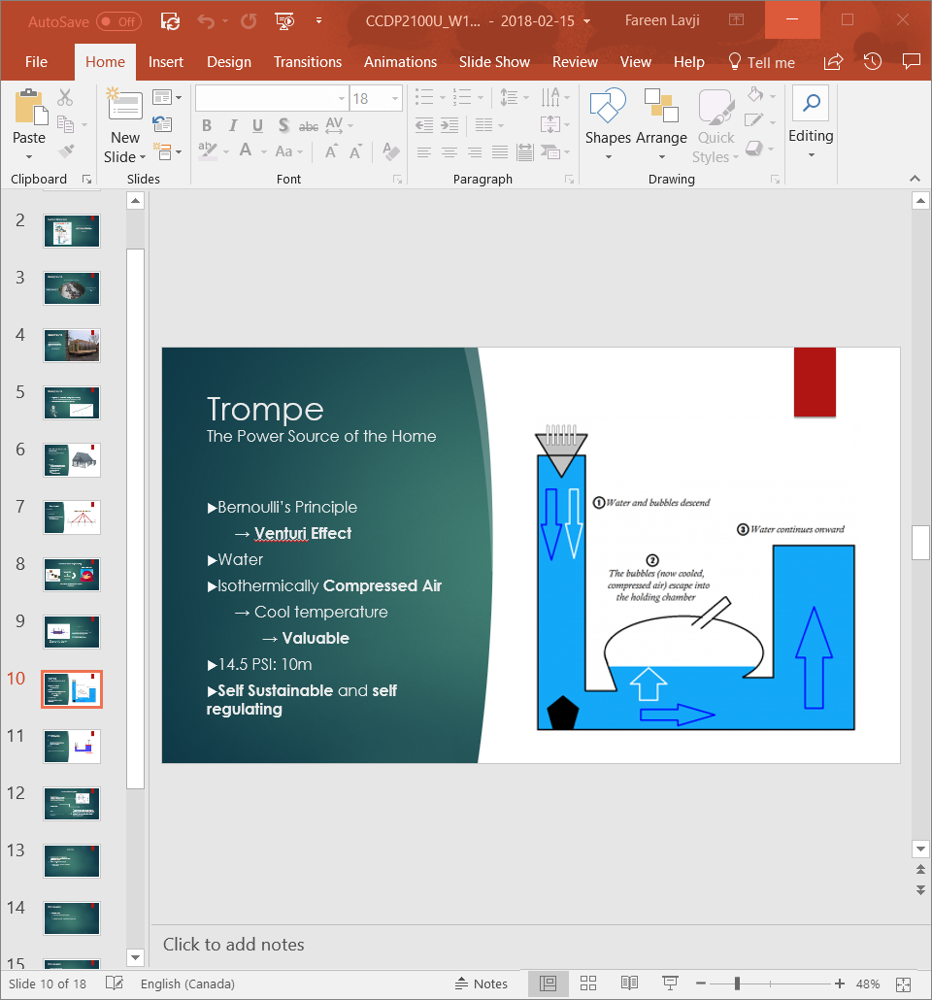 AutoSave Off
CCDP2100U_W1... - 2018-02-15
Fareen Lavji
File Home Insert Design Transitions Animations Slide Show Review View Help Tell me
Paste
New
Slide
18
B I U S abc AV
Aa A A
Shapes Arrange Quick
Styles
Editing
Clipboard Slides Font Paragraph Drawing
2
3
4
5
6
7
8
9
10
11
12
13
14
15
Trompe
The Power Source of the Home
▶Bernoulli's Principle
→ Venturi Effect
▶Water
▶Isothermically Compressed Air
→ Cool temperature
→ Valuable
▶14.5 PSI: 10m
▶Self Sustainable and self
regulating
1 Water and bubbles descend
3 Water continues onward
2
The bubbles (now cooled,
compressed air) escape into
the holding chamber
Click to add notes
Slide 10 of 18 English (Canada) Notes 48%